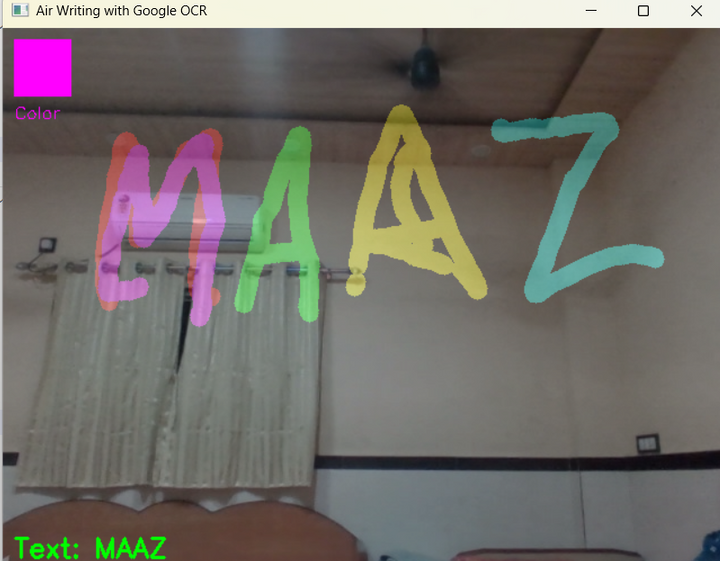 Air Writing with Google OCR
Color
MAAZ
Text: MAAZ